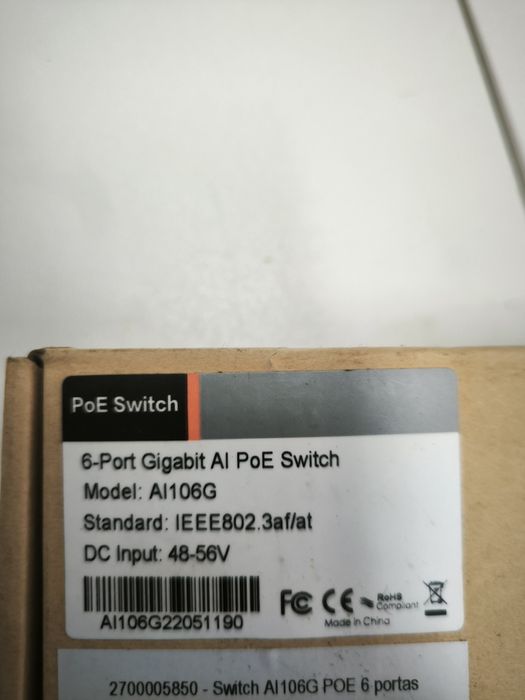 PoE Switch
6-Port Gigabit AI PoE Switch
Model: AI106G
Standard: IEEE802.3af/at
DC Input: 48-56V
AI106G22051190
FC CE RoHS
Compliant
Made in China
2700005850 - Switch AI106G POE 6 portas